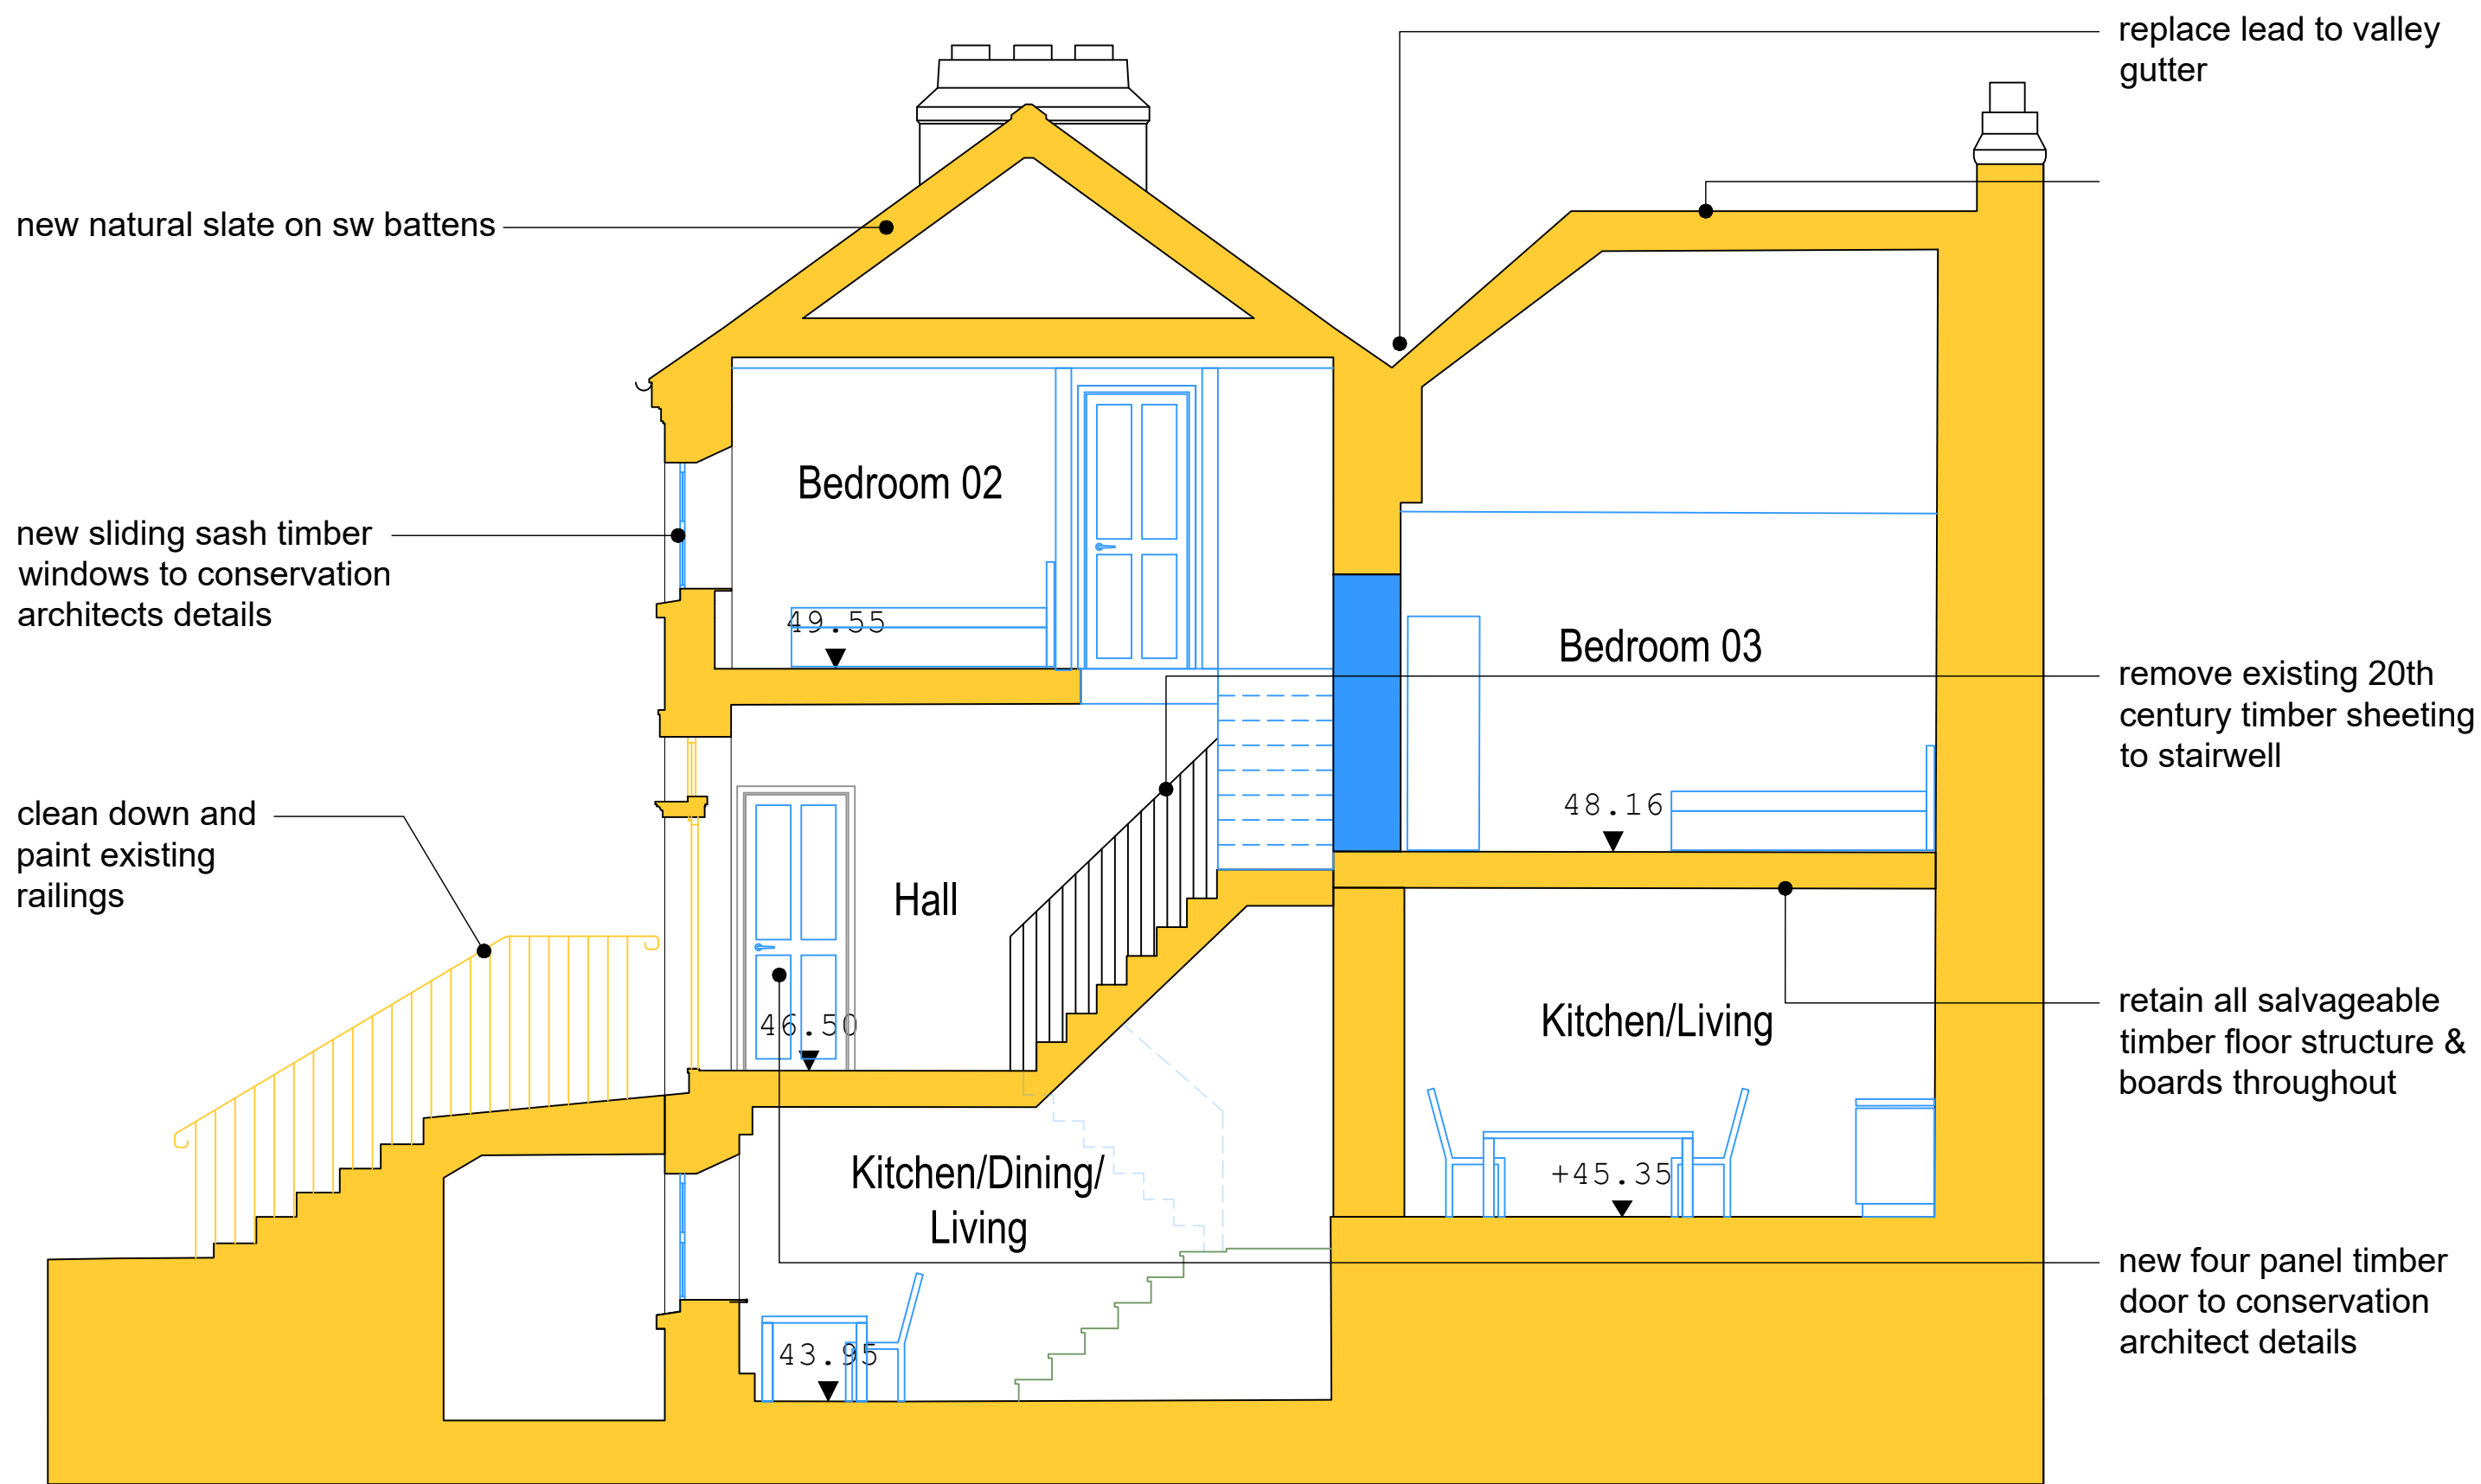 replace lead to valley
gutter
new natural slate on sw battens
Bedroom 02
new sliding sash timber
windows to conservation
architects details
49.55
Bedroom 03
remove existing 20th
century timber sheeting
to stairwell
48.16
clean down and
paint existing
railings
Hall
46.50
Kitchen/Living
retain all salvageable
timber floor structure &
boards throughout
Kitchen/Dining/
Living
+45.35
new four panel timber
door to conservation
architect details
43.95